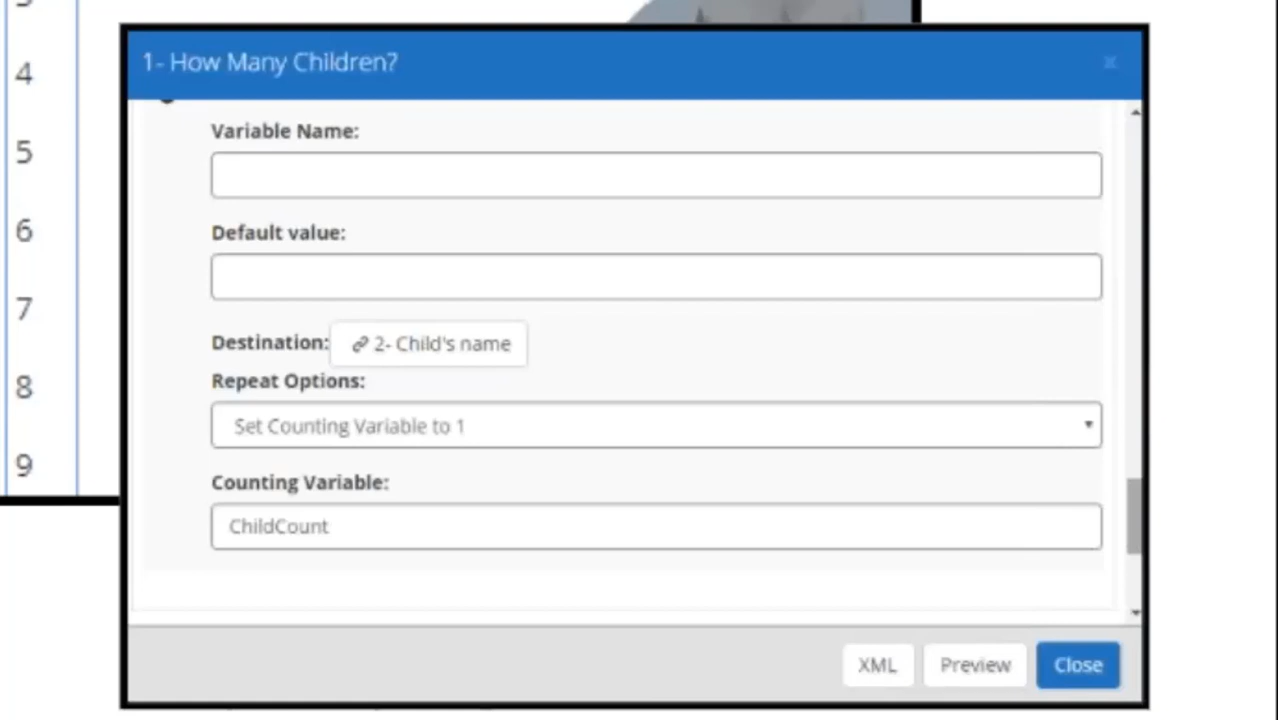 4
5
6
7
8
9
1- How Many Children?
×
Variable Name:
Default value:
Destination: 2- Child's name
Repeat Options:
Set Counting Variable to 1
Counting Variable:
ChildCount
XML Preview Close